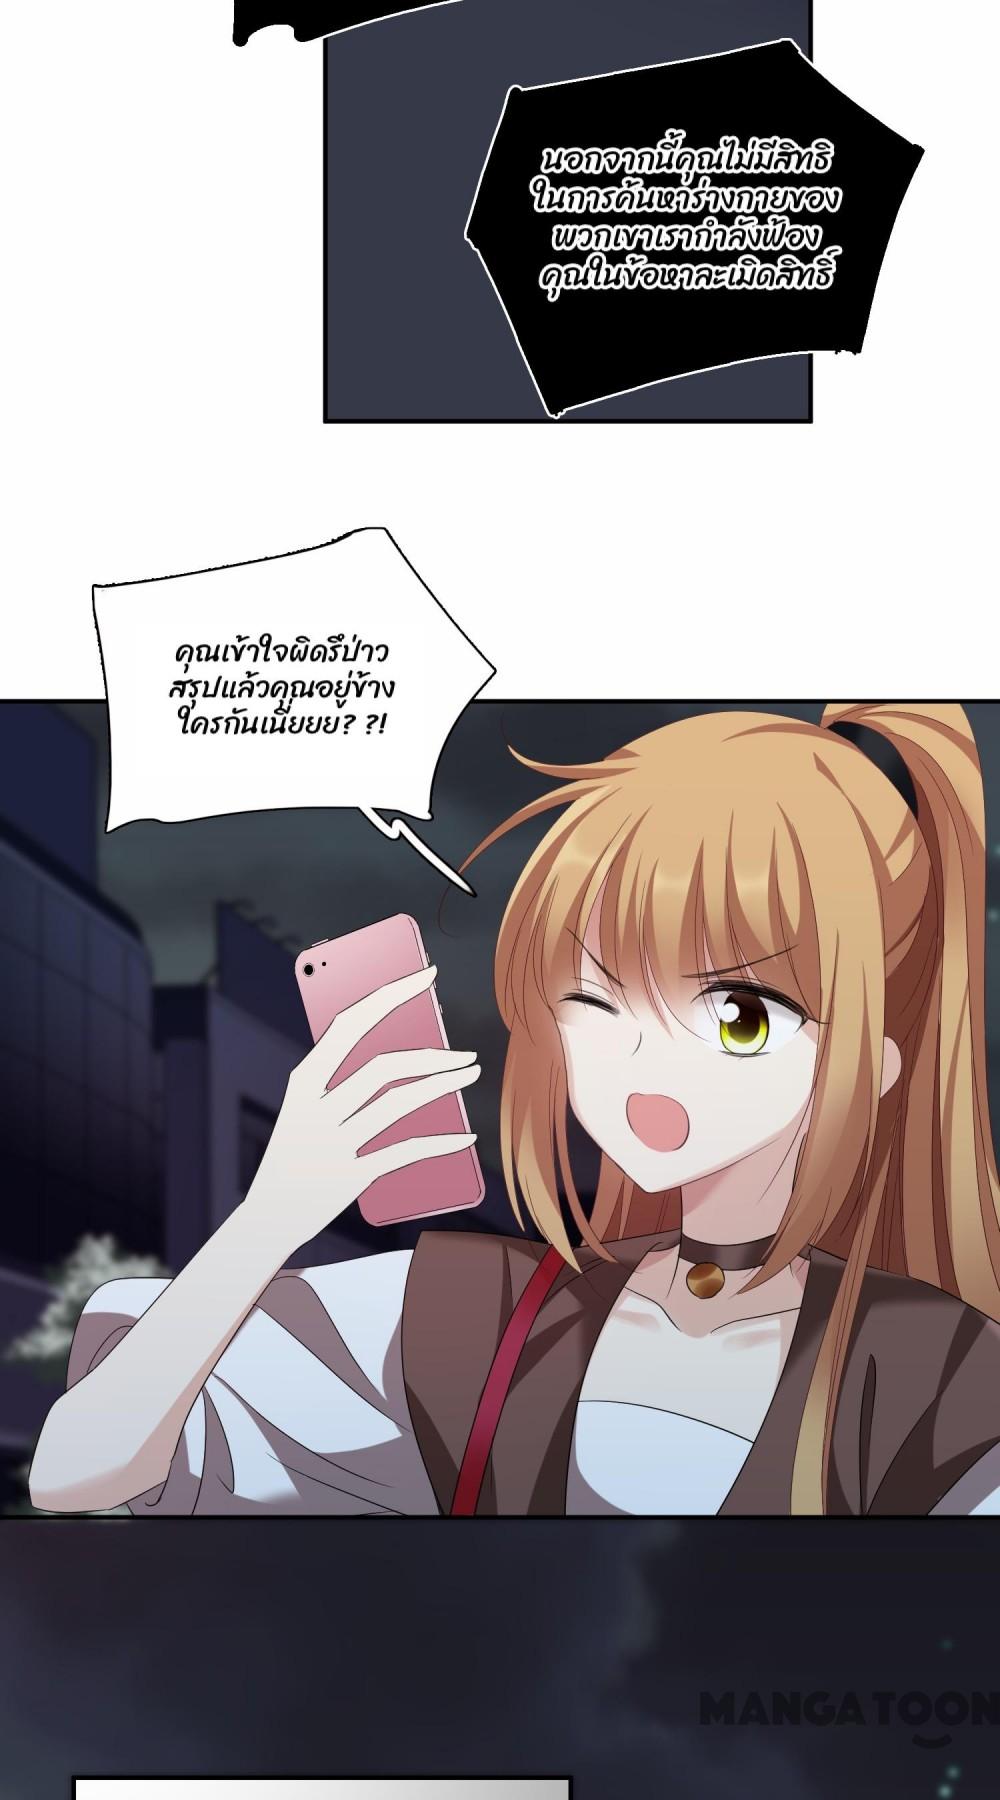 นอกจากนี้คุณไม่มีสิทธิ
ในการค้นหาร่างกายของ
พวกเขาเรากำลังฟ้อง
คุณในข้อหาละเมิดสิทธิ์
คุณเข้าใจผิดรึป่าว
สรุปแล้วคุณอยู่ข้าง
ใครกันเนี่ยยย? ?!
MANGATOON